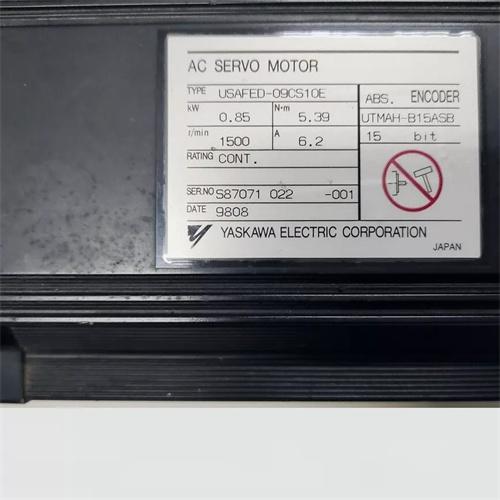 AC SERVO MOTOR
TYPE USAFED-09CS10E
kW 0.85 N·m 5.39
r/min 1500 A 6.2
RATING CONT.
SER.NO S87071 022 -001
DATE 9808
ABS. ENCODER
UTMAH-B15ASB
15 bit
YASKAWA ELECTRIC CORPORATION
JAPAN